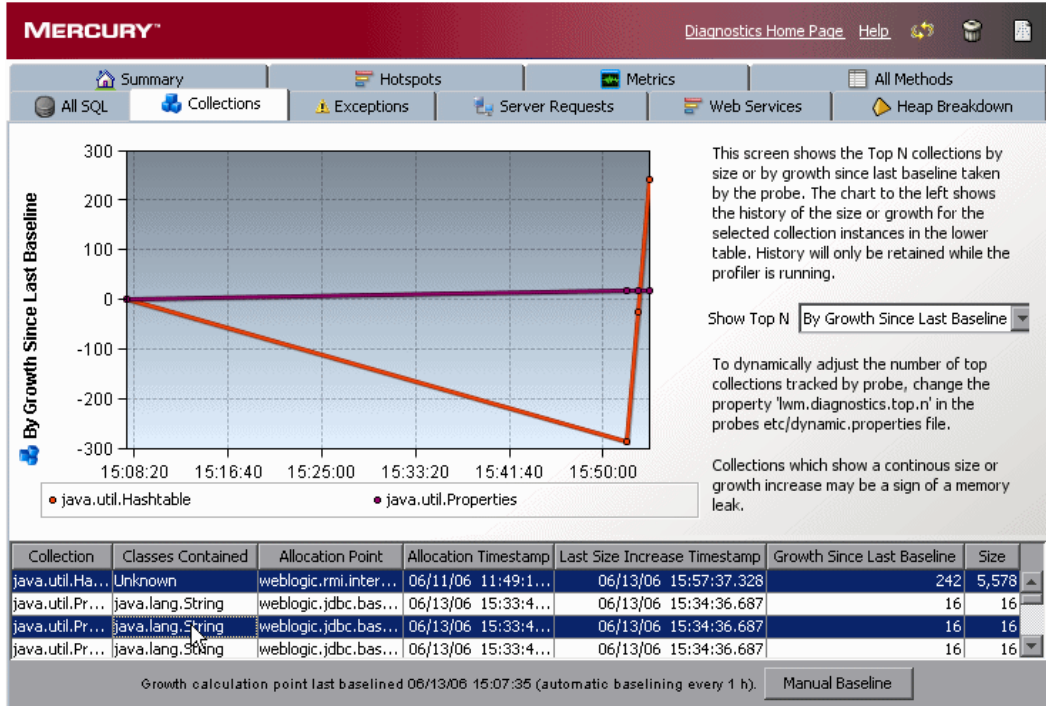 MERCURY™
Diagnostics Home Page Help
Summary Hotspots Metrics All Methods
All SQL Collections Exceptions Server Requests Web Services Heap Breakdown
By Growth Since Last Baseline
300
200
100
0
-100
-200
-300
15:08:20 15:16:40 15:25:00 15:33:20 15:41:40 15:50:00
java.util.Hashtable java.util.Properties
This screen shows the Top N collections by
size or by growth since last baseline taken
by the probe. The chart to the left shows
the history of the size or growth for the
selected collection instances in the lower
table. History will only be retained while the
profiler is running.
Show Top N By Growth Since Last Baseline
To dynamically adjust the number of top
collections tracked by probe, change the
property 'lwm.diagnostics.top.n' in the
probes etc/dynamic.properties file.
Collections which show a continous size or
growth increase may be a sign of a memory
leak.
Collection Classes Contained Allocation Point Allocation Timestamp Last Size Increase Timestamp Growth Since Last Baseline Size
java.util.Ha... Unknown weblogic.rmi.inter... 06/11/06 11:49:1... 06/13/06 15:57:37.328 242 5,578
java.util.Pr... java.lang.String weblogic.jdbc.bas... 06/13/06 15:33:4... 06/13/06 15:34:36.687 16 16
java.util.Pr... java.lang.String weblogic.jdbc.bas... 06/13/06 15:33:4... 06/13/06 15:34:36.687 16 16
java.util.Pr... java.lang.String weblogic.jdbc.bas... 06/13/06 15:33:4... 06/13/06 15:34:36.687 16 16
Growth calculation point last baselined 06/13/06 15:07:35 (automatic baselining every 1 h). Manual Baseline